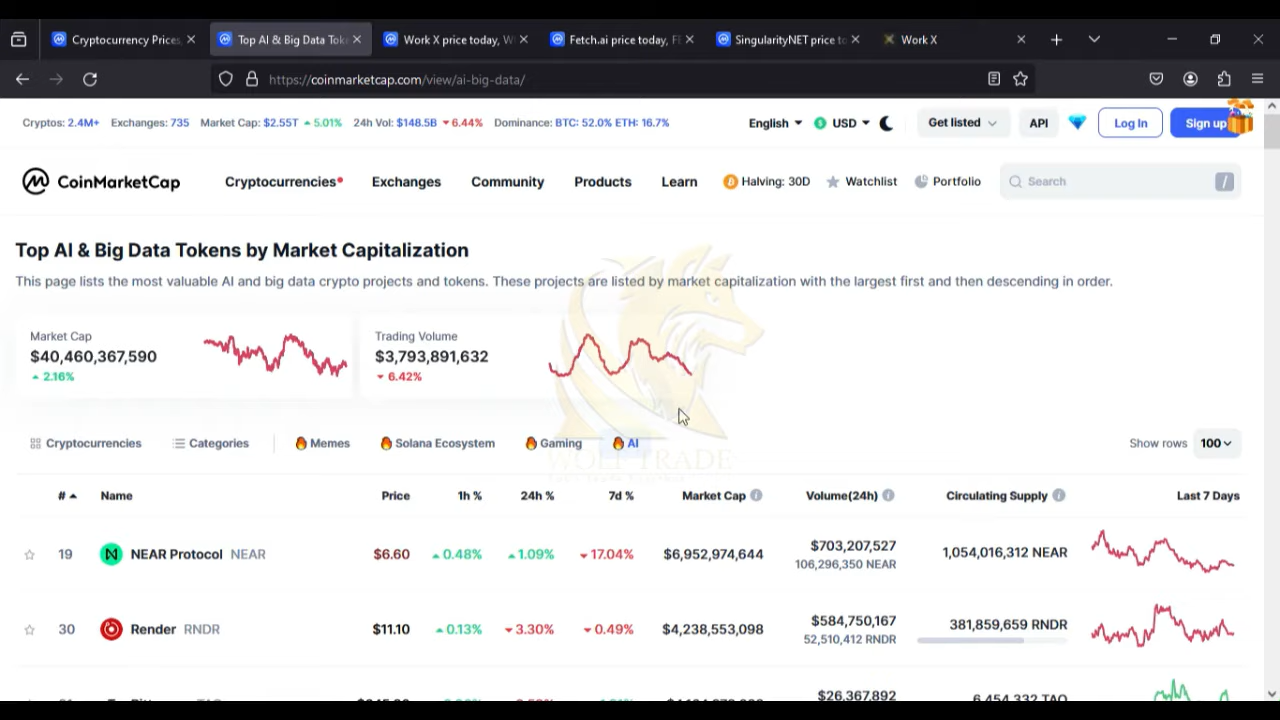 Cryptocurrency Prices,
Top AI & Big Data Tok
Work X price today, W
Fetch.ai price today, F
SingularityNET price to
Work X
https://coinmarketcap.com/view/ai-big-data/
Cryptos: 2.4M+ Exchanges: 735 Market Cap: $2.55T 5.01% 24h Vol: $148.5B 6.44% Dominance: BTC: 52.0% ETH: 16.7%
English USD Get listed API Log In Sign up
CoinMarketCap Cryptocurrencies Exchanges Community Products Learn Halving: 30D Watchlist Portfolio Search /
Top AI & Big Data Tokens by Market Capitalization
This page lists the most valuable AI and big data crypto projects and tokens. These projects are listed by market capitalization with the largest first and then descending in order.
Market Cap
$40,460,367,590
2.16%
Trading Volume
$3,793,891,632
6.42%
Cryptocurrencies Categories Memes Solana Ecosystem Gaming AI Show rows 100
WOLF TRADE
# Name Price 1h % 24h % 7d % Market Cap Volume(24h) Circulating Supply Last 7 Days
19 NEAR Protocol NEAR $6.60 0.48% 1.09% 17.04% $6,952,974,644 $703,207,527 1,054,016,312 NEAR
106,296,350 NEAR
30 Render RNDR $11.10 0.13% 3.30% 0.49% $4,238,553,098 $584,750,167 381,859,659 RNDR
52,510,412 RNDR
$26,367,892 6,454,332 TAO